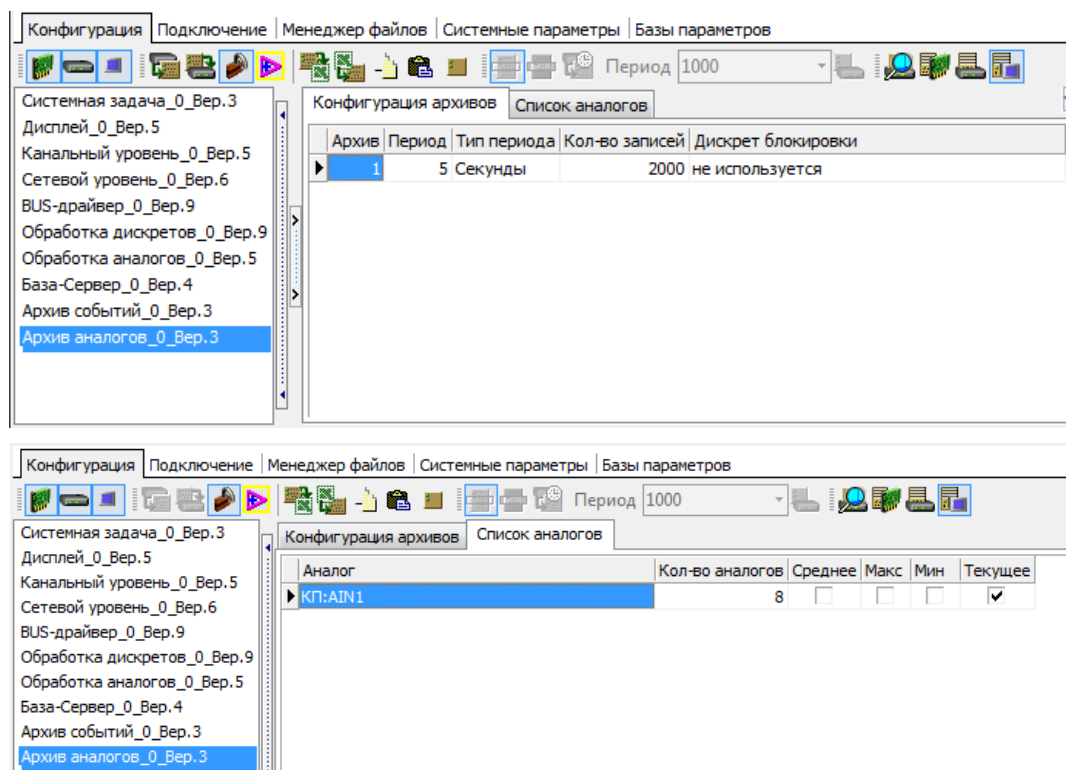 Конфигурация Подключение Менеджер файлов Системные параметры Базы параметров
Период 1000
Системная задача_0_Вер.3
Дисплей_0_Вер.5
Канальный уровень_0_Вер.5
Сетевой уровень_0_Вер.6
BUS-драйвер_0_Вер.9
Обработка дискретов_0_Вер.9
Обработка аналогов_0_Вер.5
База-Сервер_0_Вер.4
Архив событий_0_Вер.3
Архив аналогов_0_Вер.3
Конфигурация архивов Список аналогов
Архив Период Тип периода Кол-во записей Дискрет блокировки
1 5 Секунды 2000 не используется
Конфигурация Подключение Менеджер файлов Системные параметры Базы параметров
Период 1000
Системная задача_0_Вер.3
Дисплей_0_Вер.5
Канальный уровень_0_Вер.5
Сетевой уровень_0_Вер.6
BUS-драйвер_0_Вер.9
Обработка дискретов_0_Вер.9
Обработка аналогов_0_Вер.5
База-Сервер_0_Вер.4
Архив событий_0_Вер.3
Архив аналогов_0_Вер.3
Конфигурация архивов Список аналогов
Аналог Кол-во аналогов Среднее Макс Мин Текущее
КП:AIN1 8